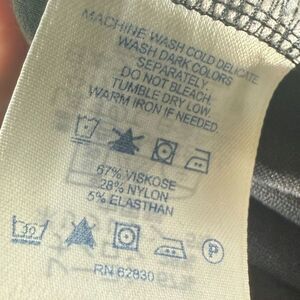 MACHINE WASH COLD DELICATE
WASH DARK COLORS
SEPARATELY.
DO NOT BLEACH.
TUMBLE DRY LOW.
WARM IRON IF NEEDED.
67% VISKOSE
28% NYLON
5% ELASTHAN
30
P
RN 62830